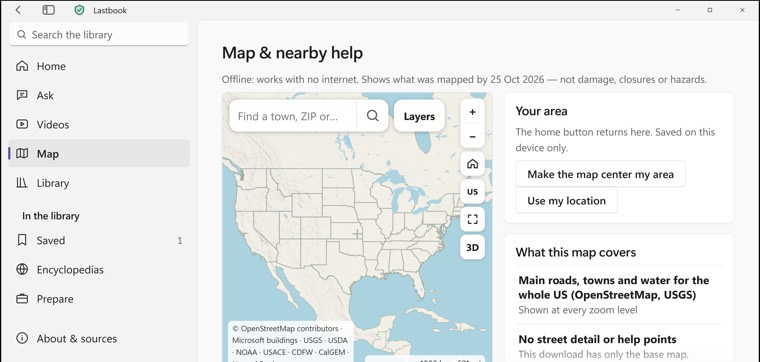 Lastbook
Search the library
Home
Ask
Videos
Map
Library
In the library
Saved 1
Encyclopedias
Prepare
About & sources
Map & nearby help
Offline: works with no internet. Shows what was mapped by 25 Oct 2026 — not damage, closures or hazards.
Find a town, ZIP or...
Layers
+
−
US
3D
© OpenStreetMap contributors ·
Microsoft buildings · USGS · USDA
· NOAA · USACE · CDFW · CalGEM ·
Your area
The home button returns here. Saved on this
device only.
Make the map center my area
Use my location
What this map covers
Main roads, towns and water for the
whole US (OpenStreetMap, USGS)
Shown at every zoom level
No street detail or help points
This download has only the base map.